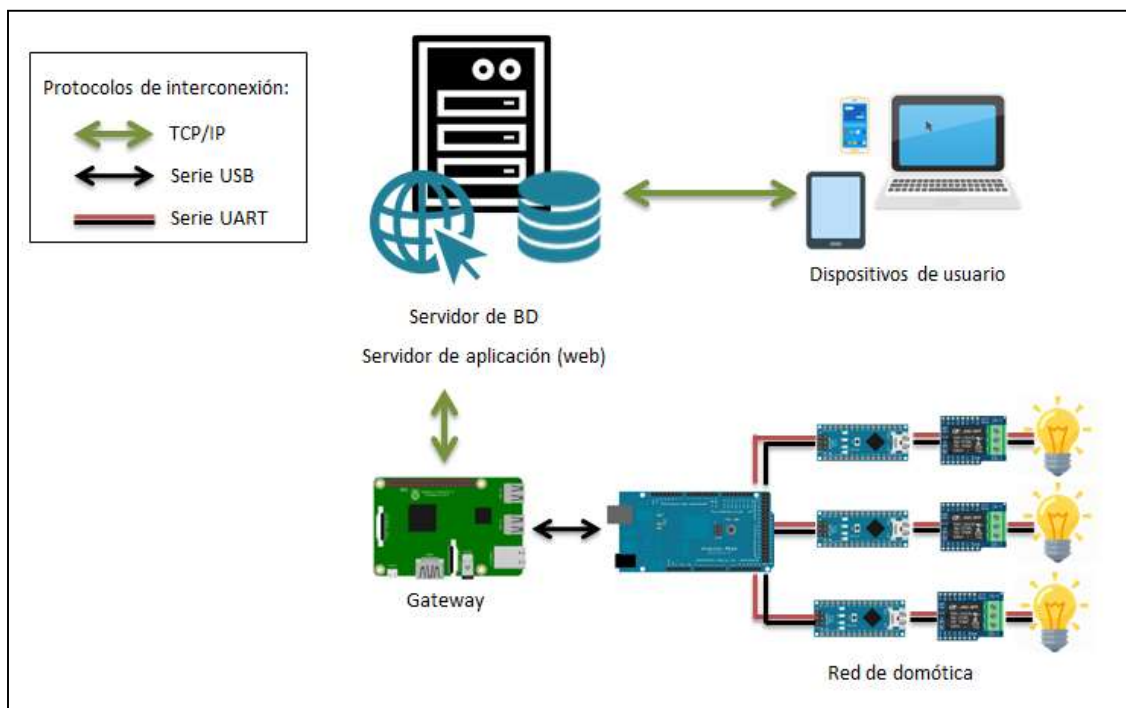 Protocolos de interconexión:
TCP/IP
Serie USB
Serie UART
Servidor de BD
Servidor de aplicación (web)
Dispositivos de usuario
Gateway
Red de domótica